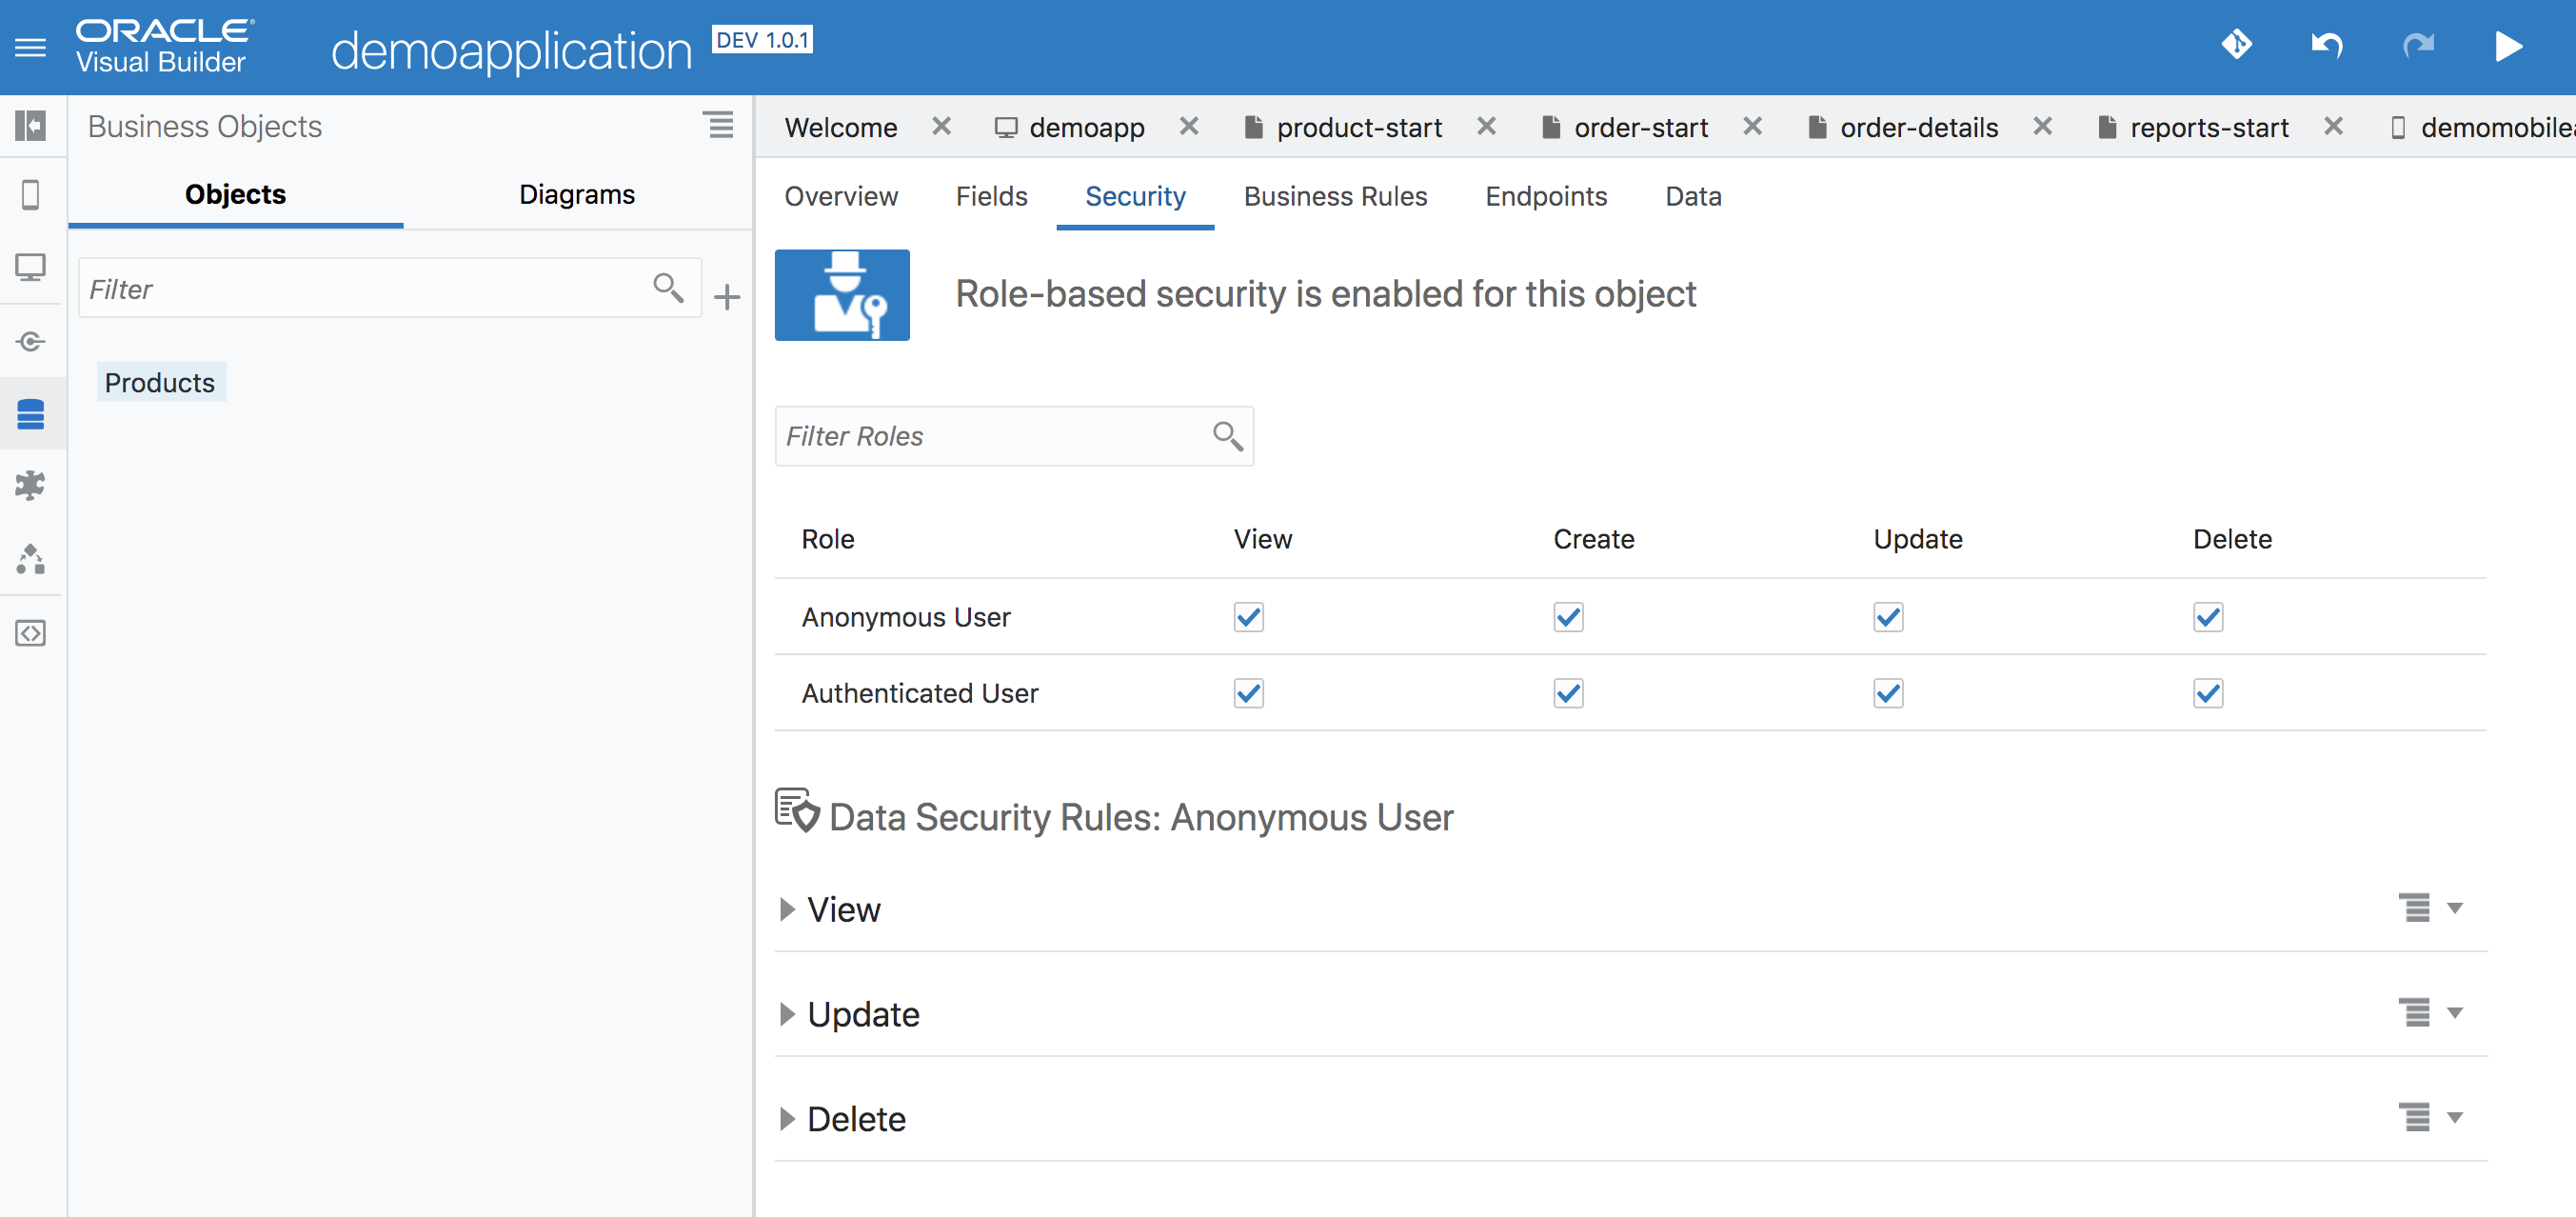 ORACLE
Visual Builder
demoapplication
DEV 1.0.1
Business Objects
Objects
Diagrams
Filter
Products
Welcome
demoapp
product-start
order-start
order-details
reports-start
demomobilea
Overview
Fields
Security
Business Rules
Endpoints
Data
Role-based security is enabled for this object
Filter Roles
Role View Create Update Delete
Anonymous User
Authenticated User
Data Security Rules: Anonymous User
View
Update
Delete